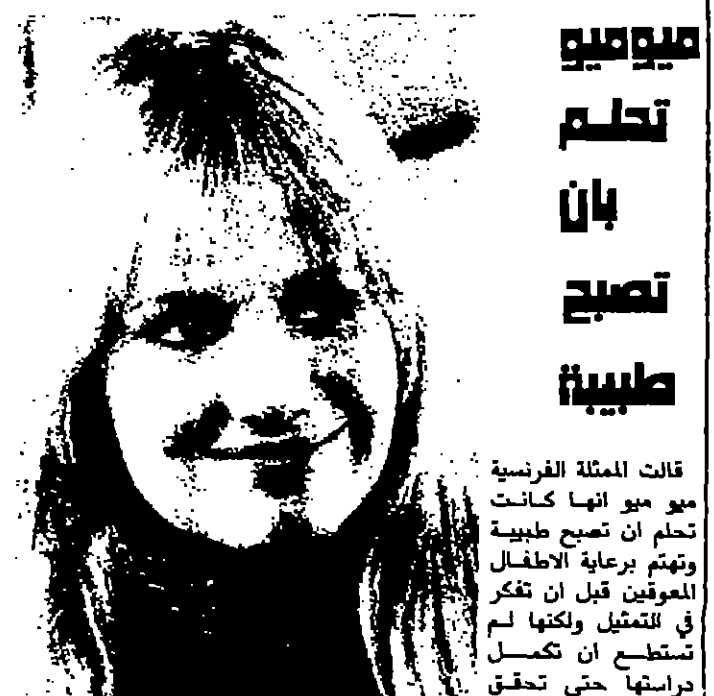 ميوميو
تحلم
بان
تصبح
طبيبة
قالت الممثلة الفرنسية
ميو ميو انها كانت
تحلم ان تصبح طبيبة
وتهتم برعاية الاطفال
المعوقين قبل ان تفكر
في التمثيل ولكنها لم
تستطع ان تكمل
دراستها حتى تحقق